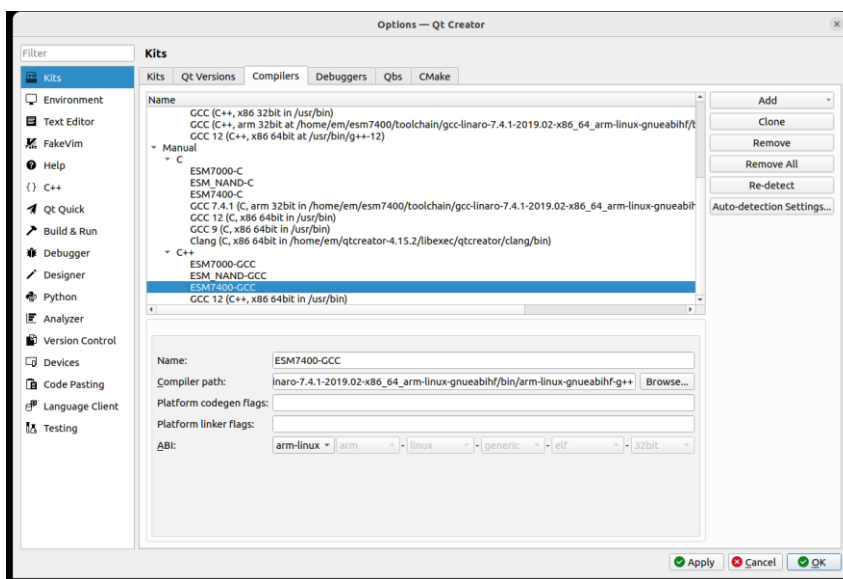 Options — Qt Creator
Filter
Kits
Kits
Environment
Text Editor
FakeVim
Help
C++
Qt Quick
Build & Run
Debugger
Designer
Python
Analyzer
Version Control
Devices
Code Pasting
Language Client
Testing
Kits Qt Versions Compilers Debuggers Qbs CMake
Name
GCC (C++, x86 32bit in /usr/bin)
GCC (C++, arm 32bit at /home/em/esm7400/toolchain/gcc-linaro-7.4.1-2019.02-x86_64_arm-linux-gnueabihf/b
GCC 12 (C++, x86 64bit at /usr/bin/g++-12)
Manual
C
ESM7000-C
ESM_NAND-C
ESM7400-C
GCC 7.4.1 (C, arm 32bit in /home/em/esm7400/toolchain/gcc-linaro-7.4.1-2019.02-x86_64_arm-linux-gnueabihf
GCC 12 (C, x86 64bit in /usr/bin)
GCC 9 (C, x86 64bit in /usr/bin)
Clang (C, x86 64bit in /home/em/qtcreator-4.15.2/libexec/qtcreator/clang/bin)
C++
ESM7000-GCC
ESM_NAND-GCC
ESM7400-GCC
GCC 12 (C++, x86 64bit in /usr/bin)
Add
Clone
Remove
Remove All
Re-detect
Auto-detection Settings...
Name: ESM7400-GCC
Compiler path: inaro-7.4.1-2019.02-x86_64_arm-linux-gnueabihf/bin/arm-linux-gnueabihf-g++ Browse...
Platform codegen flags:
Platform linker flags:
ABI: arm-linux arm - linux - generic - elf - 32bit
Apply Cancel OK